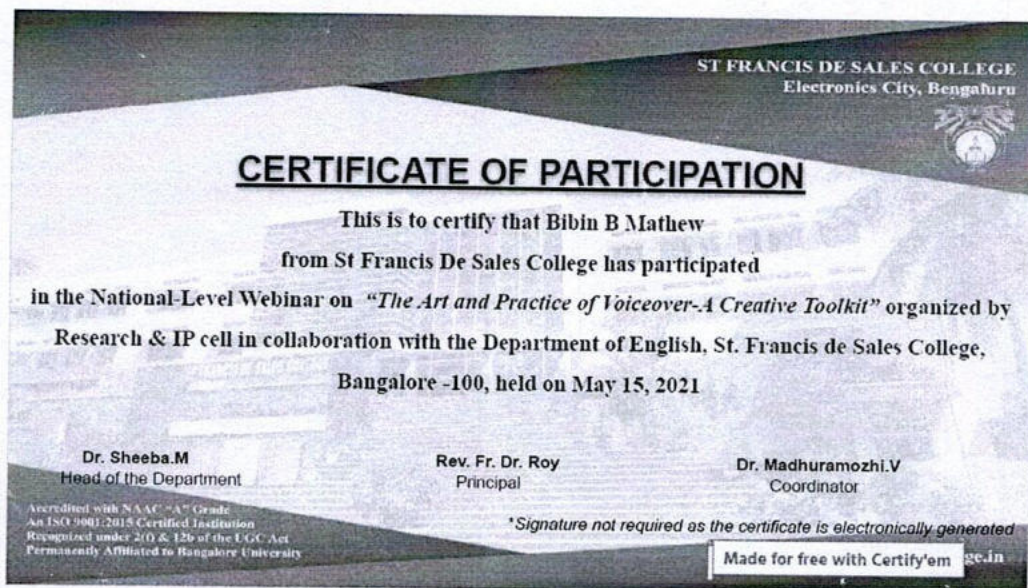 ST FRANCIS DE SALES COLLEGE
Electronics City, Bengaluru
CERTIFICATE OF PARTICIPATION
This is to certify that Bibin B Mathew
from St Francis De Sales College has participated
in the National-Level Webinar on "The Art and Practice of Voiceover-A Creative Toolkit" organized by
Research & IP cell in collaboration with the Department of English, St. Francis de Sales College,
Bangalore -100, held on May 15, 2021
Dr. Sheeba.M
Head of the Department
Rev. Fr. Dr. Roy
Principal
Dr. Madhuramozhi.V
Coordinator
Accredited with NAAC "A" Grade
An ISO 9001:2015 Certified Institution
Recognized under 2(f) & 12b of the UGC Act
Permanently Affiliated to Bangalore University
*Signature not required as the certificate is electronically generated
Made for free with Certify'em
ge.in